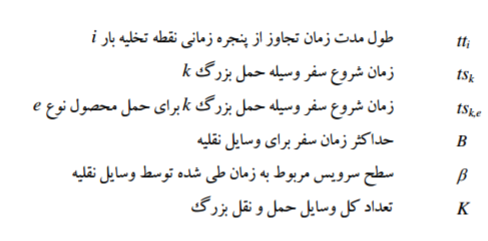 tt_i طول مدت زمان تجاوز از پنجره زمانی نقطه تخلیه بار i
ts_k زمان شروع سفر وسیله حمل بزرگ k
ts_{k,e} زمان شروع سفر وسیله حمل بزرگ k برای حمل محصول نوع e
B حداکثر زمان سفر برای وسایل نقلیه
β سطح سرویس مربوط به زمان طی شده توسط وسایل نقلیه
K تعداد کل وسایل حمل و نقل بزرگ